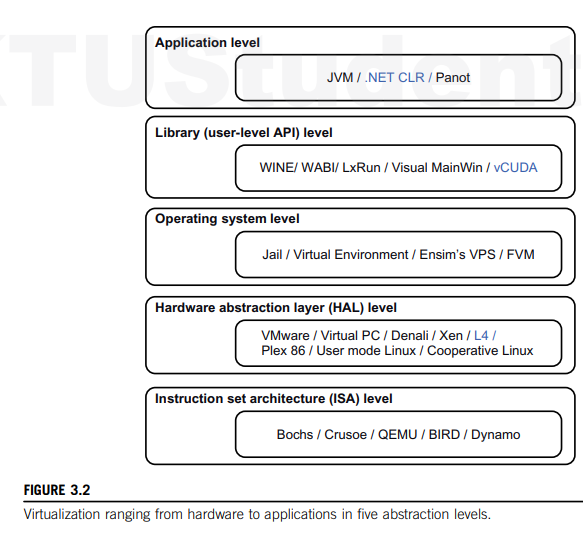 KTUStudent
Application level
JVM / .NET CLR / Panot
Library (user-level API) level
WINE/ WABI/ LxRun / Visual MainWin / vCUDA
Operating system level
Jail / Virtual Environment / Ensim's VPS / FVM
Hardware abstraction layer (HAL) level
VMware / Virtual PC / Denali / Xen / L4 /
Plex 86 / User mode Linux / Cooperative Linux
Instruction set architecture (ISA) level
Bochs / Crusoe / QEMU / BIRD / Dynamo
FIGURE 3.2
Virtualization ranging from hardware to applications in five abstraction levels.